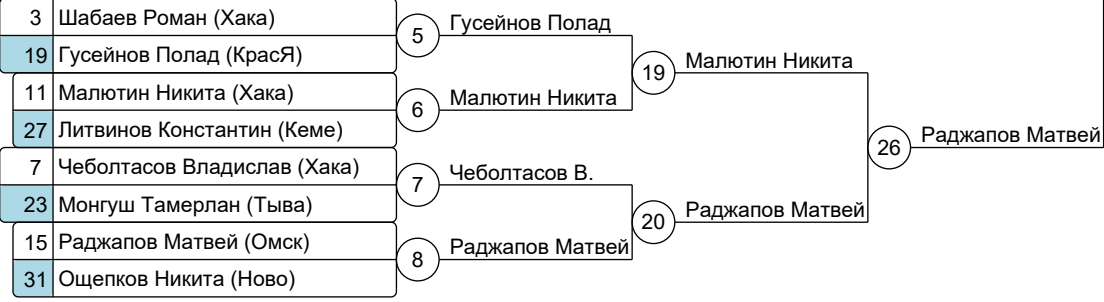 3 Шабаев Роман (Хака)
19 Гусейнов Полад (КрасЯ)
5
Гусейнов Полад
11 Малютин Никита (Хака)
27 Литвинов Константин (Кеме)
6
Малютин Никита
19
Малютин Никита
7 Чеболтасов Владислав (Хака)
23 Монгуш Тамерлан (Тыва)
7
Чеболтасов В.
15 Раджапов Матвей (Омск)
31 Ощепков Никита (Ново)
8
Раджапов Матвей
20
Раджапов Матвей
26
Раджапов Матвей